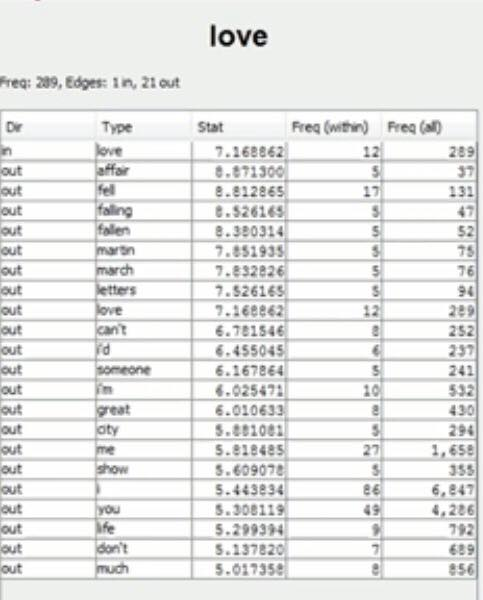 love
Freq: 289, Edges: 1 in, 21 out
Dir Type Stat Freq (within) Freq (all)
in love 7.168862 12 289
out affair 8.871300 5 37
out fell 8.812865 17 131
out falling 8.526165 5 47
out fallen 8.380314 5 52
out martin 7.851935 5 75
out march 7.832826 5 76
out letters 7.526165 5 94
out love 7.168862 12 289
out can't 6.781546 8 252
out i'd 6.455045 6 237
out someone 6.167864 5 241
out i'm 6.025471 10 532
out great 6.010633 8 430
out city 5.881081 5 294
out me 5.818485 27 1,658
out show 5.609078 5 355
out i 5.443834 86 6,847
out you 5.308119 49 4,286
out life 5.299394 9 792
out don't 5.137820 7 689
out much 5.017358 8 856